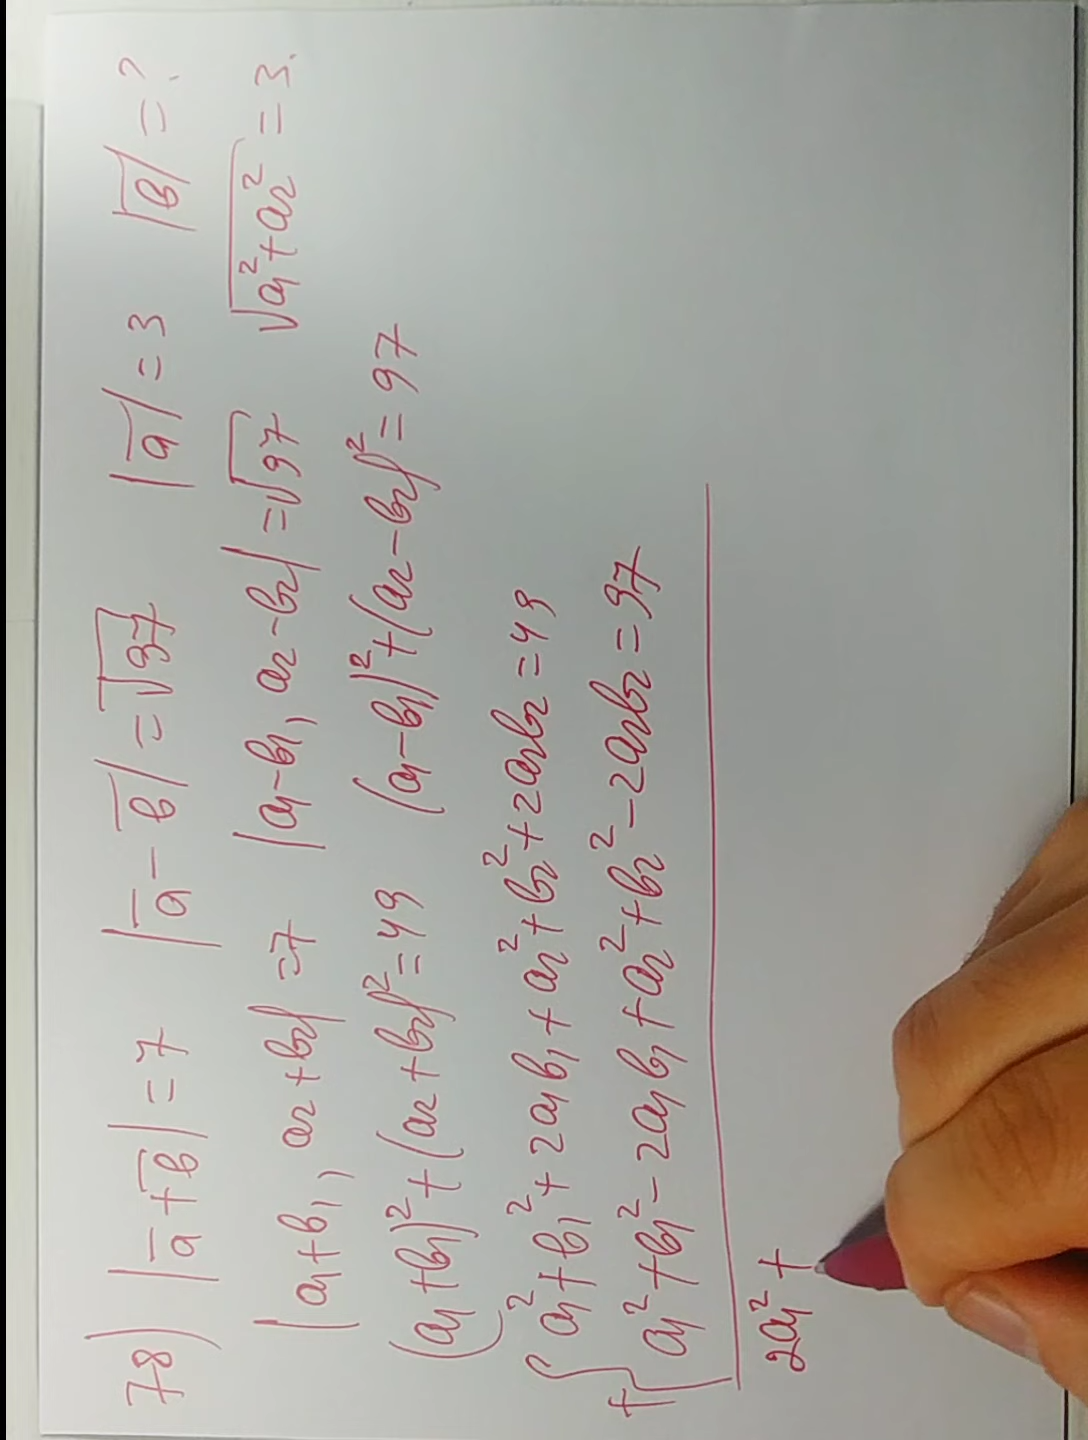 78) |a̅+b̅|=7 |a̅-b̅|=√97 |a̅|=3 |b̅|=?
|a₁+b₁, a₂+b₂|=7 |a₁-b₁, a₂-b₂|=√97 √a₁²+a₂²=3.
(a₁+b₁)²+(a₂+b₂)²=49 (a₁-b₁)²+(a₂-b₂)²=97
a₁²+b₁²+2a₁b₁+a₂²+b₂²+2a₂b₂=49
+{a₁²+b₁²-2a₁b₁+a₂²+b₂²-2a₂b₂=97
2a₁²+